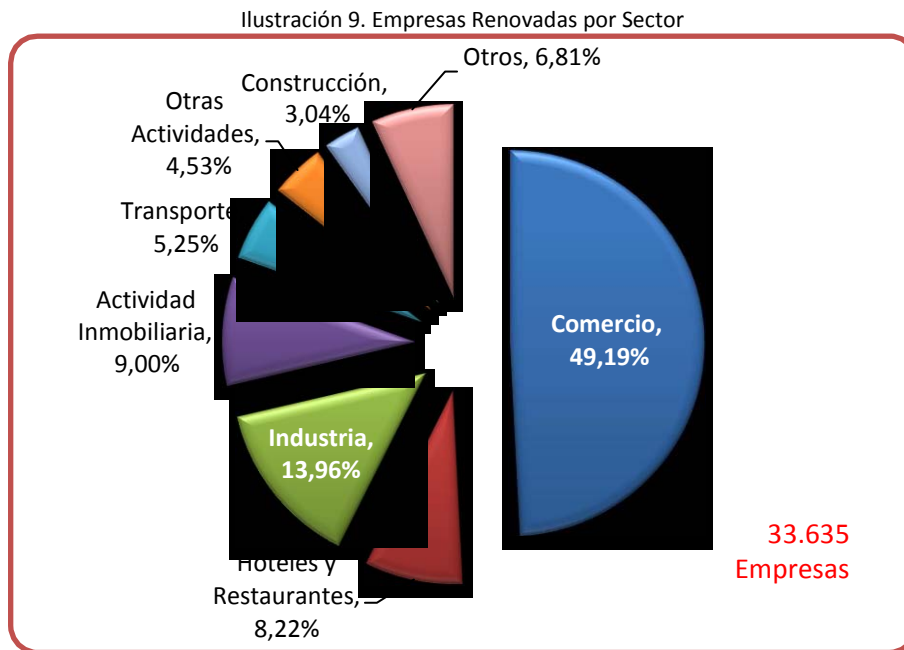 Ilustración 9. Empresas Renovadas por Sector
Otros, 6,81%
Construcción,
3,04%
Otras
Actividades,
4,53%
Transporte
5,25%
Actividad
Inmobiliaria,
9,00%
Comercio,
49,19%
Industria,
13,96%
Hoteles y
Restaurantes,
8,22%
33.635
Empresas